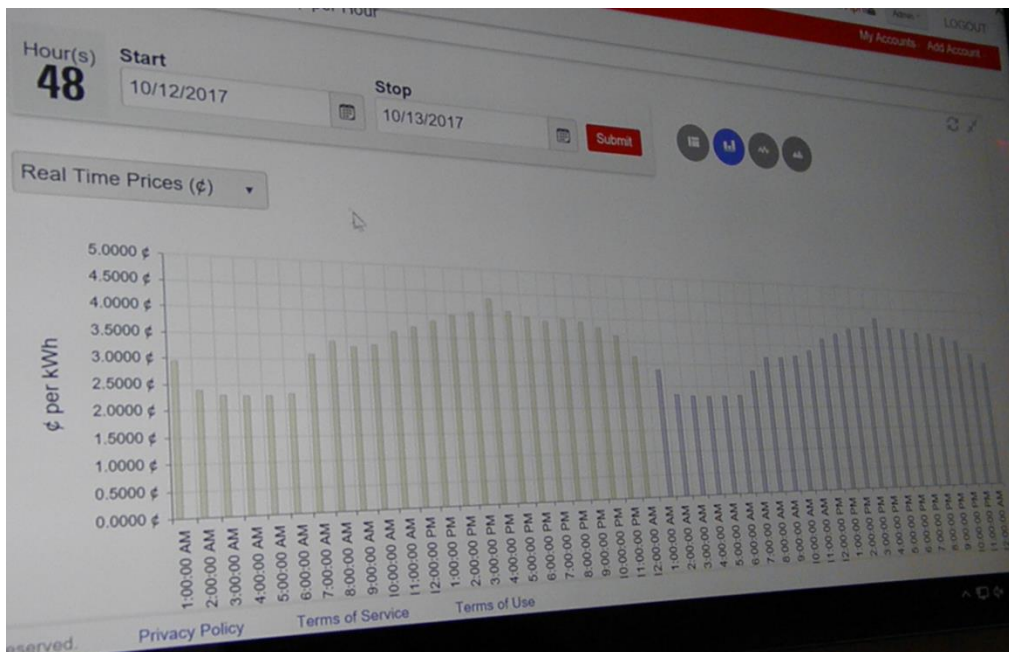 per Hour
Admin
LOGOUT
My Accounts Add Account
Hour(s)
48
Start
10/12/2017
Stop
10/13/2017
Submit
Real Time Prices (¢)
5.0000 ¢
4.5000 ¢
4.0000 ¢
3.5000 ¢
3.0000 ¢
2.5000 ¢
2.0000 ¢
1.5000 ¢
1.0000 ¢
0.5000 ¢
0.0000 ¢
¢ per kWh
1:00:00 AM
2:00:00 AM
3:00:00 AM
4:00:00 AM
5:00:00 AM
6:00:00 AM
7:00:00 AM
8:00:00 AM
9:00:00 AM
10:00:00 AM
11:00:00 AM
12:00:00 PM
1:00:00 PM
2:00:00 PM
3:00:00 PM
4:00:00 PM
5:00:00 PM
6:00:00 PM
7:00:00 PM
8:00:00 PM
9:00:00 PM
10:00:00 PM
11:00:00 PM
12:00:00 AM
1:00:00 AM
2:00:00 AM
3:00:00 AM
4:00:00 AM
5:00:00 AM
6:00:00 AM
7:00:00 AM
8:00:00 AM
9:00:00 AM
10:00:00 AM
11:00:00 AM
12:00:00 PM
1:00:00 PM
2:00:00 PM
3:00:00 PM
4:00:00 PM
5:00:00 PM
6:00:00 PM
7:00:00 PM
8:00:00 PM
9:00:00 PM
10:00:00 PM
eserved.
Privacy Policy
Terms of Service
Terms of Use